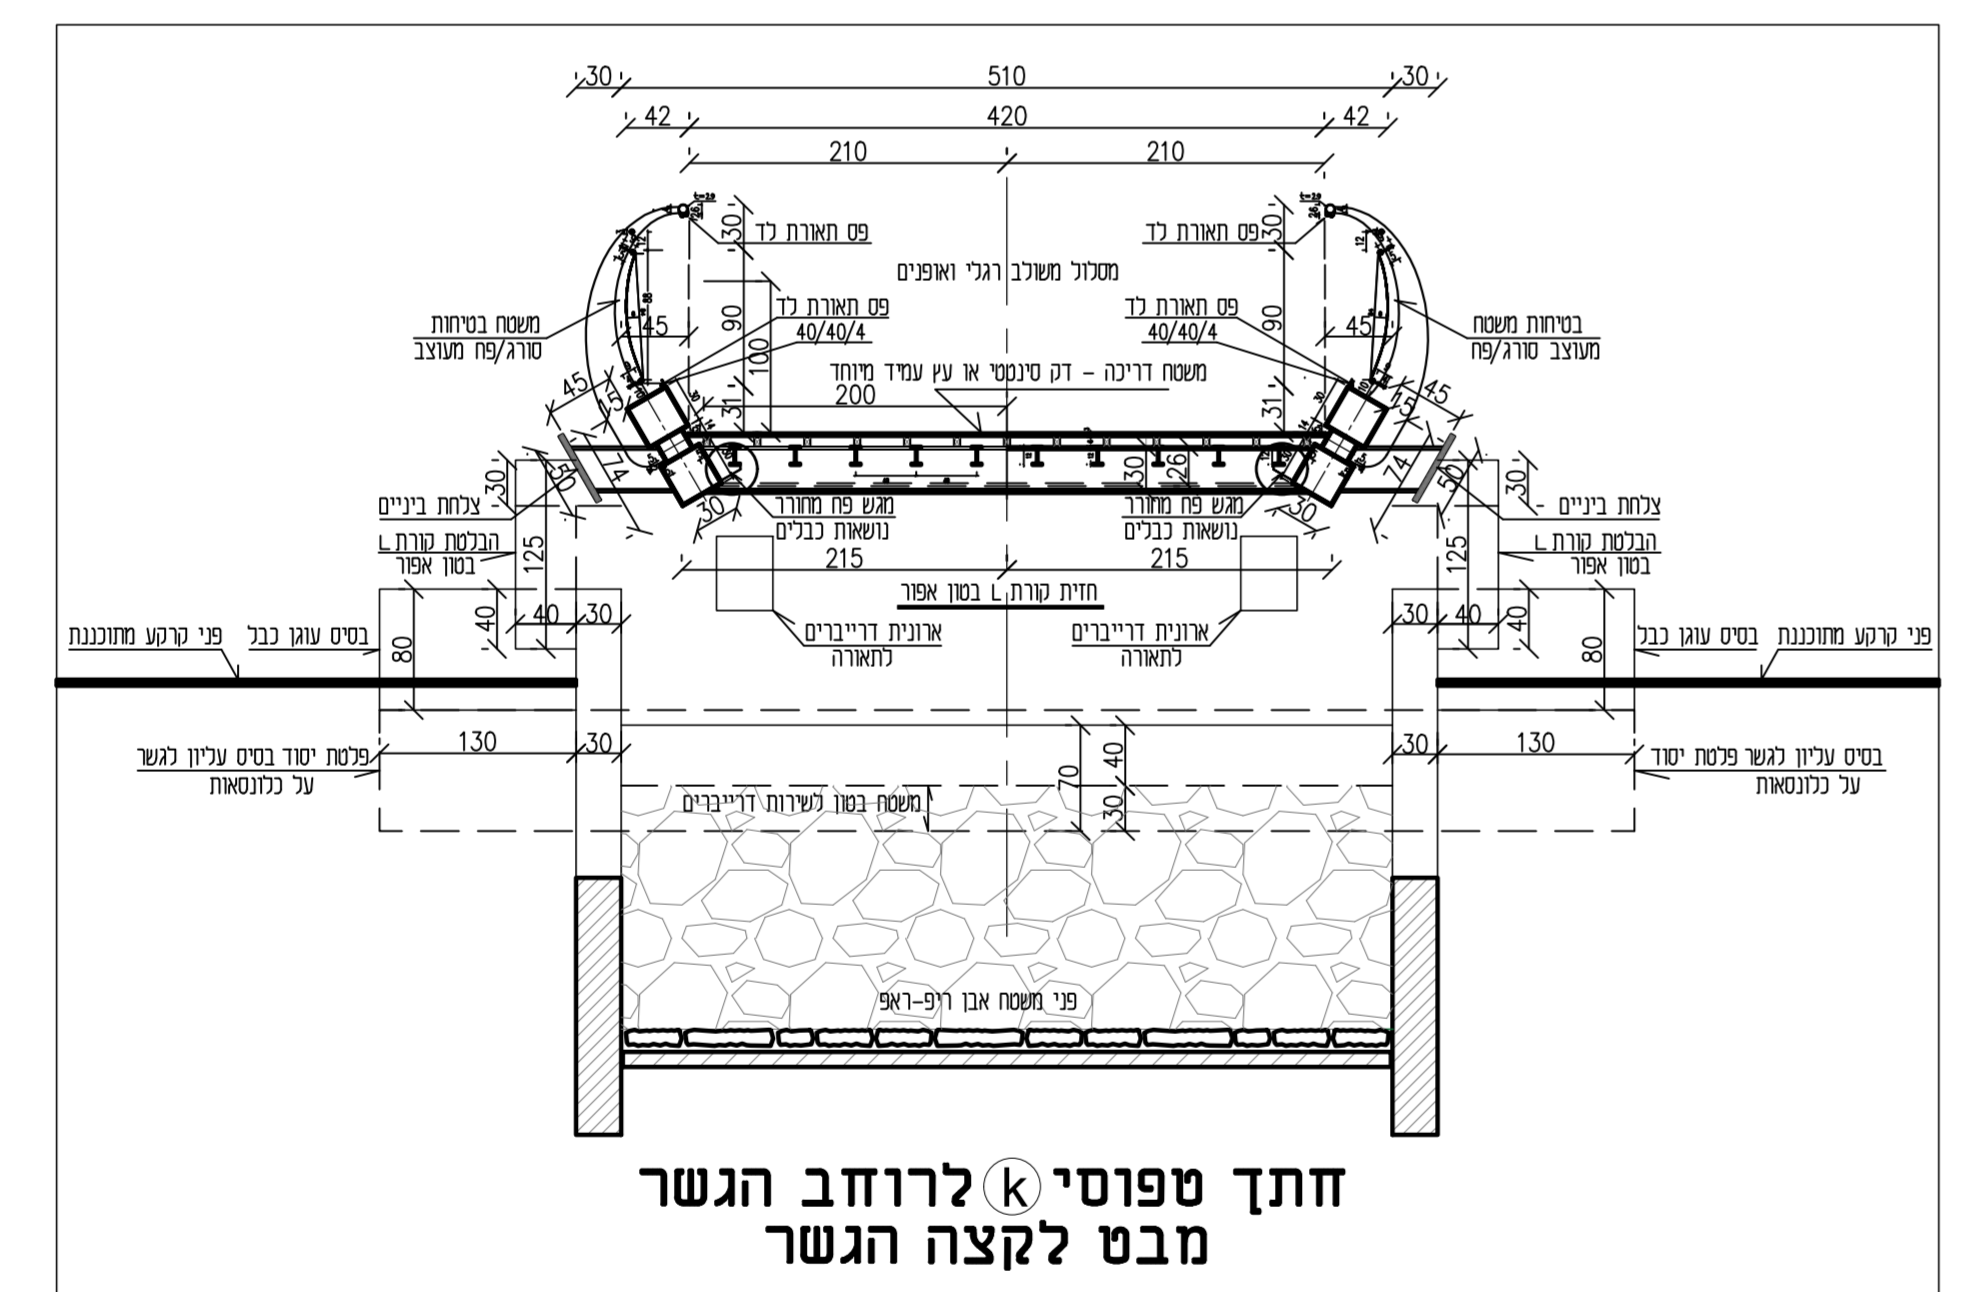 30 510 30
42 420 42
210 210
פס תאורת לד
פס תאורת לד
30
30
מסלול משולב רגלי ואופנים
פס תאורת לד
40/40/4
פס תאורת לד
40/40/4
משטח בטיחות
סורג/פח מעוצב
בטיחות משטח
מעוצב סורג/פח
88
45
90
100
90
45
משטח דריכה - דק סינטטי או עץ עמיד מיוחד
200
31
31
45
15
45
15
50
74
30
30
26
74
50
30
30
30
צלחת ביניים
מגש פח מחורר
נושאות כבלים
מגש פח מחורר
נושאות כבלים
צלחת ביניים -
הבלטת קורת L
בטון אפור
הבלטת קורת L
בטון אפור
125
125
215 215
חזית קורת L בטון אפור
80
40
40
30
30
40
40
80
ארונית דרייברים
לתאורה
ארונית דרייברים
לתאורה
פני קרקע מתוכננת
בסיס עוגן כבל
בסיס עוגן כבל
פני קרקע מתוכננת
130 30
30 130
פלטת יסוד בסיס עליון לגשר
על כלונסאות
בסיס עליון לגשר פלטת יסוד
על כלונסאות
70
40
30
משטח בטון לשירות דרייברים
פני משטח אבן ריפ-ראפ
חתך טפוסי k לרוחב הגשר
מבט לקצה הגשר